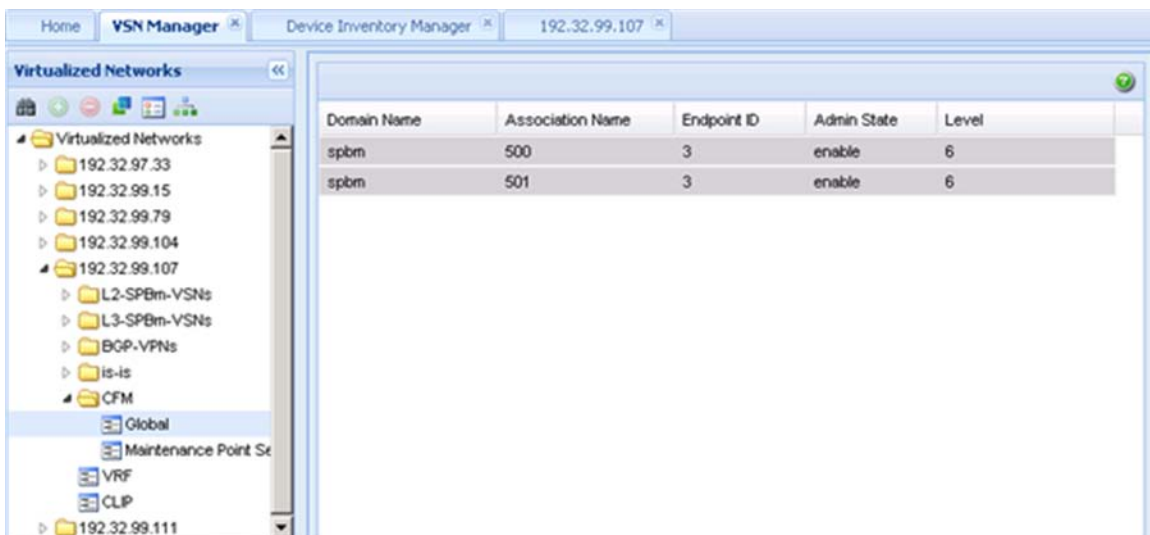 Home VSN Manager Device Inventory Manager 192.32.99.107
Virtualized Networks
Virtualized Networks
192.32.97.33
192.32.99.15
192.32.99.79
192.32.99.104
192.32.99.107
L2-SPBm-VSNs
L3-SPBm-VSNs
BGP-VPNs
is-is
CFM
Global
Maintenance Point Se
VRF
CLIP
192.32.99.111
Domain Name Association Name Endpoint ID Admin State Level
spbm 500 3 enable 6
spbm 501 3 enable 6